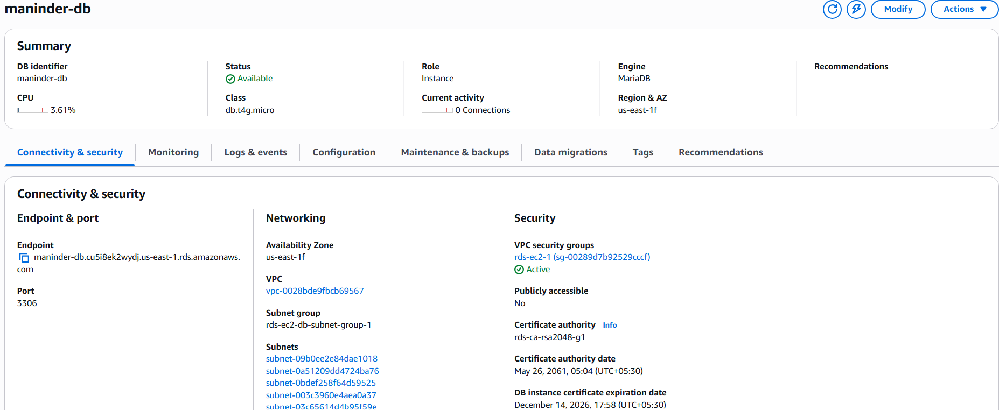 maninder-db
Modify
Actions
Summary
DB identifier
maninder-db
Status
Available
Role
Instance
Engine
MariaDB
Recommendations
CPU
3.61%
Class
db.t4g.micro
Current activity
0 Connections
Region & AZ
us-east-1f
Connectivity & security
Monitoring
Logs & events
Configuration
Maintenance & backups
Data migrations
Tags
Recommendations
Connectivity & security
Endpoint & port
Endpoint
maninder-db.cu5i8ek2wydj.us-east-1.rds.amazonaws.
com
Port
3306
Networking
Availability Zone
us-east-1f
VPC
vpc-0028bde9fbcb69567
Subnet group
rds-ec2-db-subnet-group-1
Subnets
subnet-09b0ee2e84dae1018
subnet-0a51209dd4724ba76
subnet-0bdef258f64d59525
subnet-003c3960e4aea0a37
subnet-03c65614d4b95f59e
Security
VPC security groups
rds-ec2-1 (sg-00289d7b92529cccf)
Active
Publicly accessible
No
Certificate authority Info
rds-ca-rsa2048-g1
Certificate authority date
May 26, 2061, 05:04 (UTC+05:30)
DB instance certificate expiration date
December 14, 2026, 17:58 (UTC+05:30)